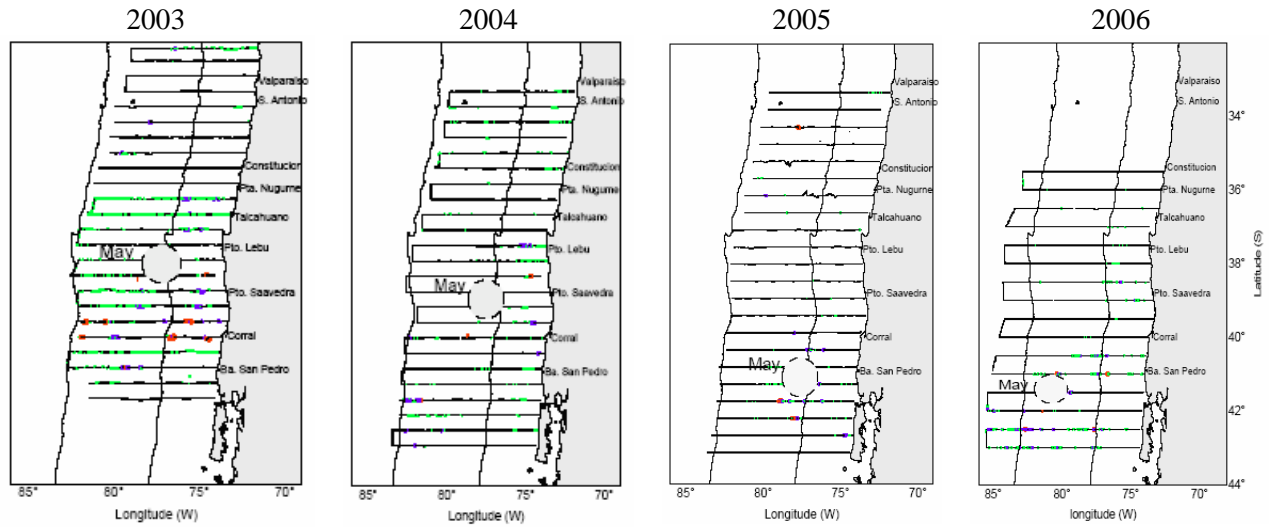 2003 2004 2005 2006
Valparaiso
S. Antonio
Constitucion
Pta. Nugurne
Talcahuano
Pto. Lebu
May
Pto. Saavedra
Corral
Ba. San Pedro
85° 80° 75° 70°
Longitude (W)
Valparaiso
S. Antonio
Constitucion
Pta. Nugurne
Talcahuano
Pto. Lebu
May
Pto. Saavedra
Corral
Ba. San Pedro
85° 80° 75° 70°
Longitude (W)
Valparaiso
S. Antonio
Constitucion
Pta. Nugurne
Talcahuano
Pto. Lebu
Pto. Saavedra
Corral
May
Ba. San Pedro
85° 80° 75° 70°
Longitude (W)
Valparaiso
S. Antonio
Constitucion
Pta. Nugurne
Talcahuano
Pto. Lebu
Pto. Saavedra
Corral
Ba. San Pedro
May
85° 80° 75° 70°
longitude (W)
34°
36°
38°
40°
42°
44°
Latitude (S)